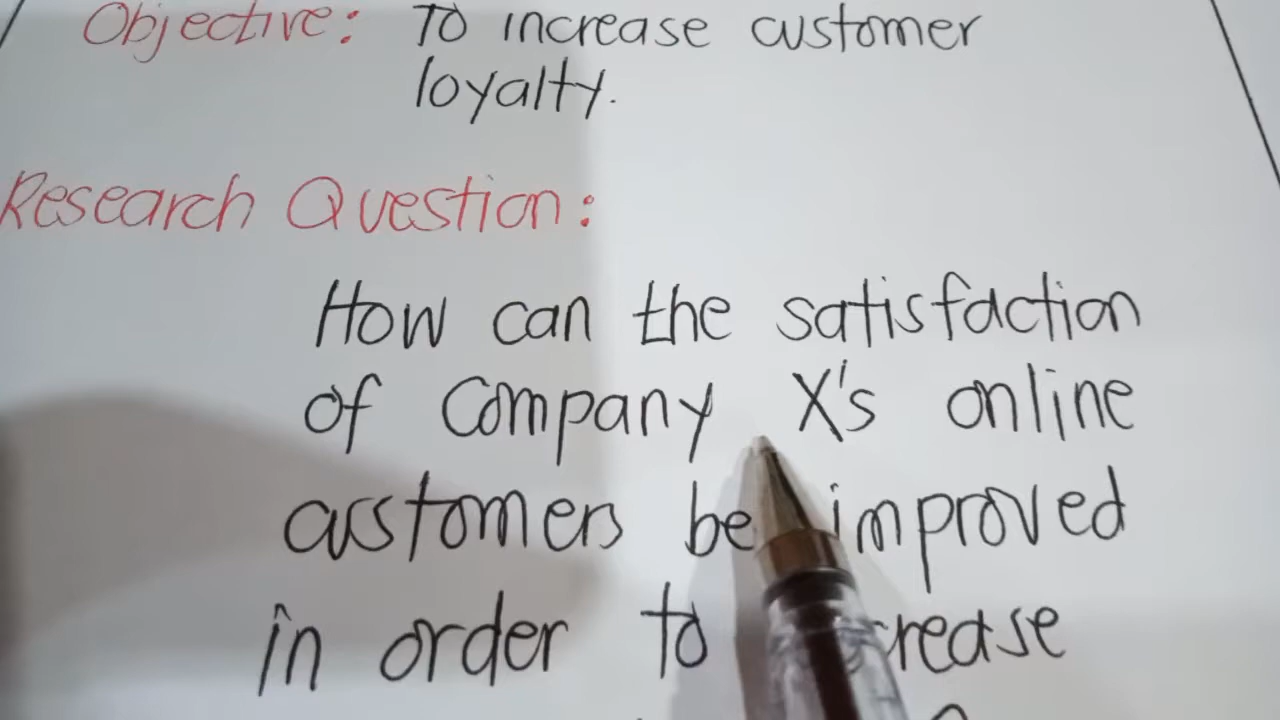 Objective: To increase customer
loyalty.
Research Question:
How can the satisfaction
of Company X's online
customers be improved
in order to